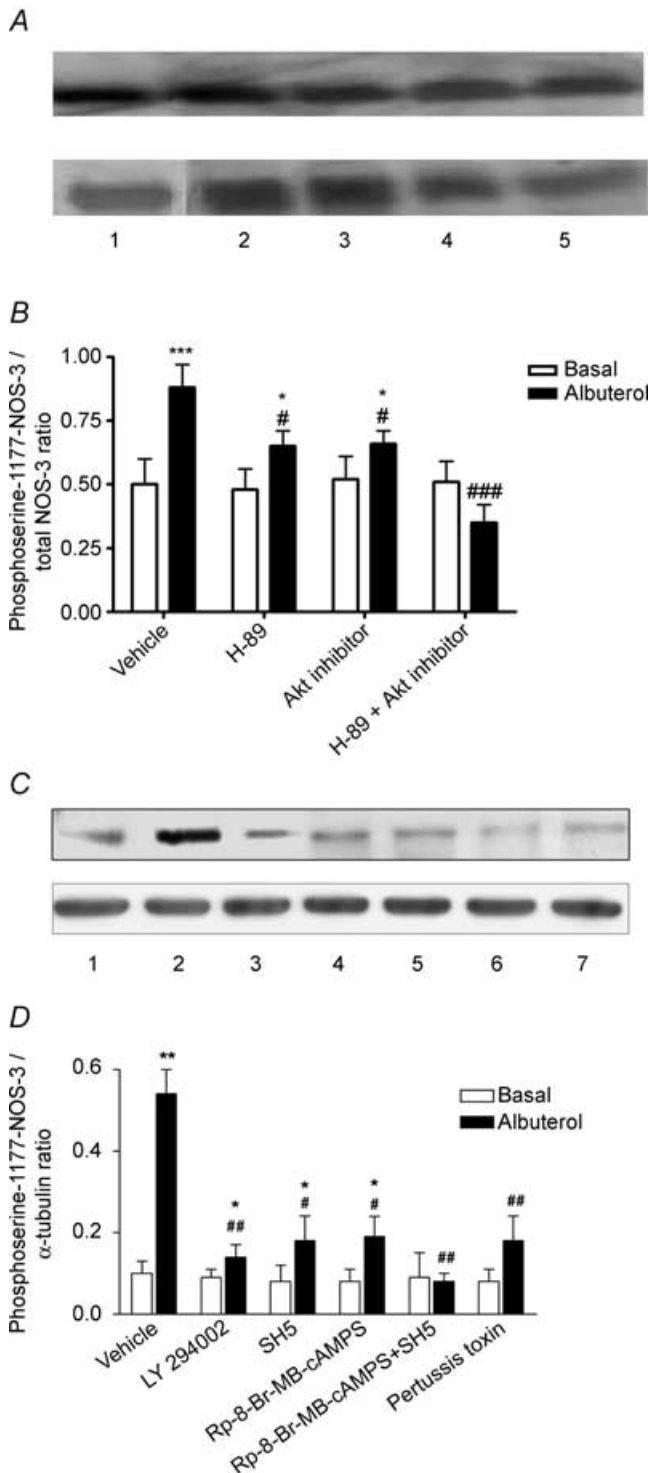 A
1 2 3 4 5
B
Phosphoserine-1177-NOS-3 /
total NOS-3 ratio
1.00
0.75
0.50
0.25
0.00
***
*
#
*
#
###
Basal
Albuterol
Vehicle
H-89
Akt inhibitor
H-89 + Akt inhibitor
C
1 2 3 4 5 6 7
D
Phosphoserine-1177-NOS-3 /
α-tubulin ratio
0.6
0.4
0.2
0.0
**
*
##
*
#
*
#
##
##
Basal
Albuterol
Vehicle
LY 294002
SH5
Rp-8-Br-MB-cAMPS
Rp-8-Br-MB-cAMPS+SH5
Pertussis toxin